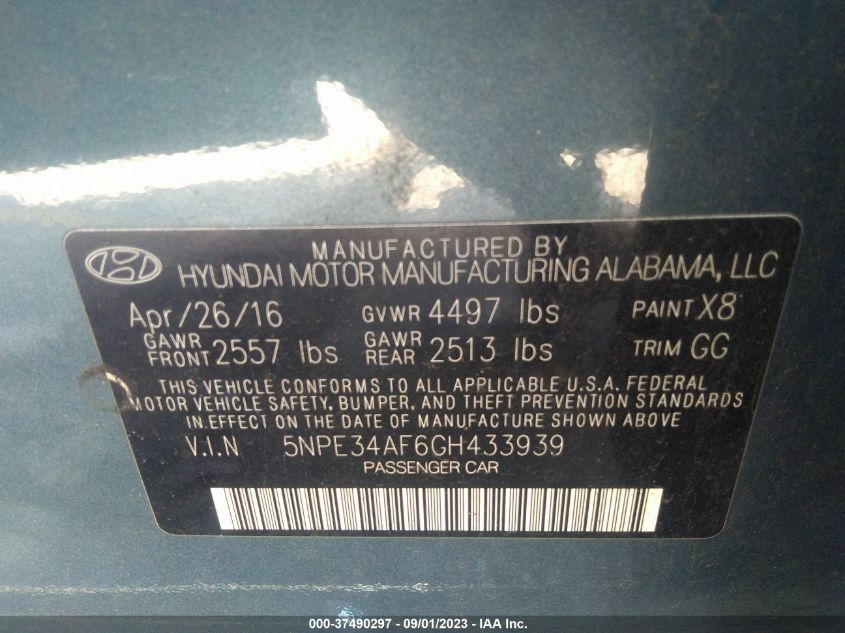 MANUFACTURED BY
HYUNDAI MOTOR MANUFACTURING ALABAMA, LLC
Apr/26/16 GVWR 4497 lbs PAINT X8
GAWR FRONT 2557 lbs GAWR REAR 2513 lbs TRIM GG
THIS VEHICLE CONFORMS TO ALL APPLICABLE U.S.A. FEDERAL
MOTOR VEHICLE SAFETY, BUMPER, AND THEFT PREVENTION STANDARDS
IN EFFECT ON THE DATE OF MANUFACTURE SHOWN ABOVE
V.I.N 5NPE34AF6GH433939
PASSENGER CAR
000-37490297 - 09/01/2023 - IAA Inc.